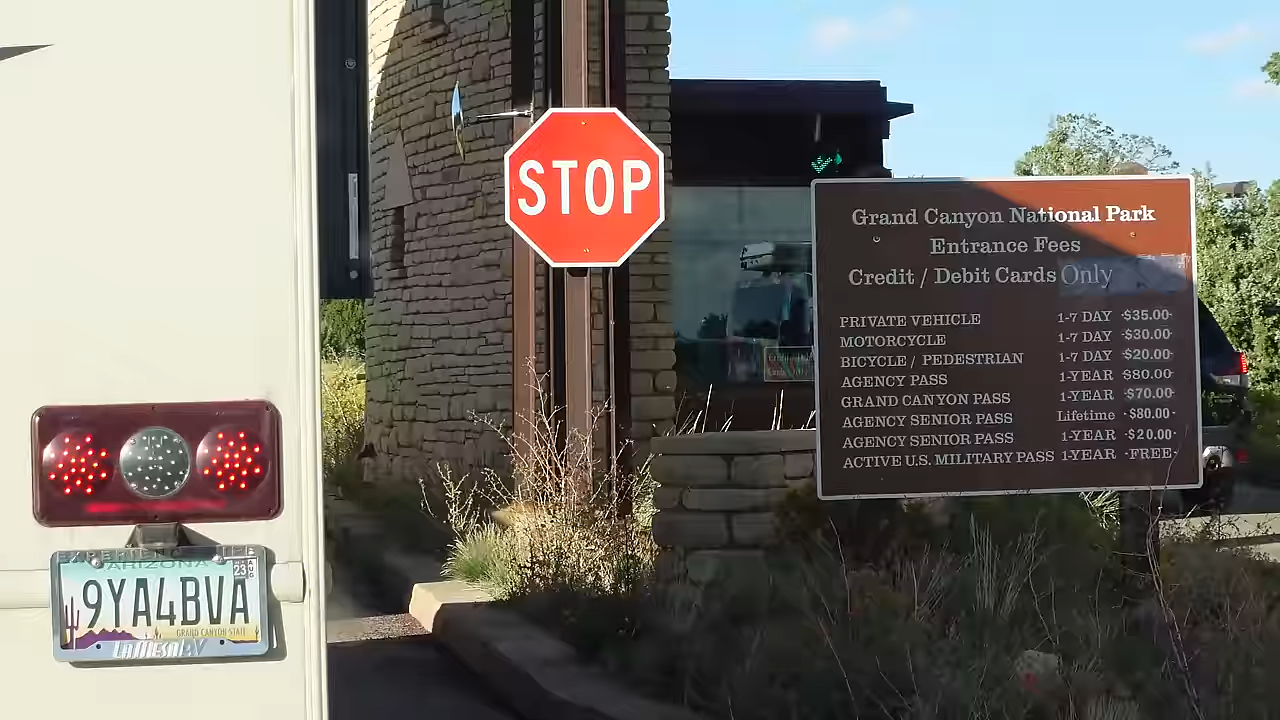 STOP
Grand Canyon National Park
Entrance Fees
Credit / Debit Cards Only
PRIVATE VEHICLE 1-7 DAY $35.00
MOTORCYCLE 1-7 DAY $30.00
BICYCLE / PEDESTRIAN 1-7 DAY $20.00
AGENCY PASS 1-YEAR $80.00
GRAND CANYON PASS 1-YEAR $70.00
AGENCY SENIOR PASS Lifetime $80.00
AGENCY SENIOR PASS 1-YEAR $20.00
ACTIVE U.S. MILITARY PASS 1-YEAR FREE
ARIZONA
23
9YA4BVA
GRAND CANYON STATE